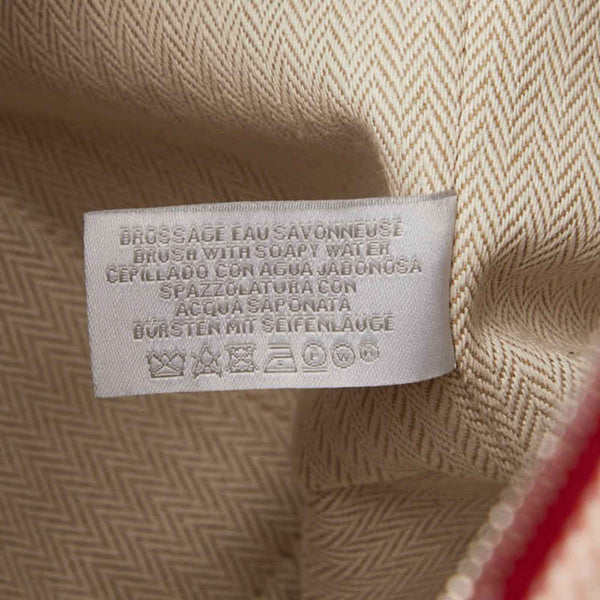 BROSSAGE EAU SAVONNEUSE
BRUSH WITH SOAPY WATER
CEPILLADO CON AGUA JABONOSA
SPAZZOLATURA CON
ACQUA SAPONATA
BÜRSTEN MIT SEIFENLAUGE